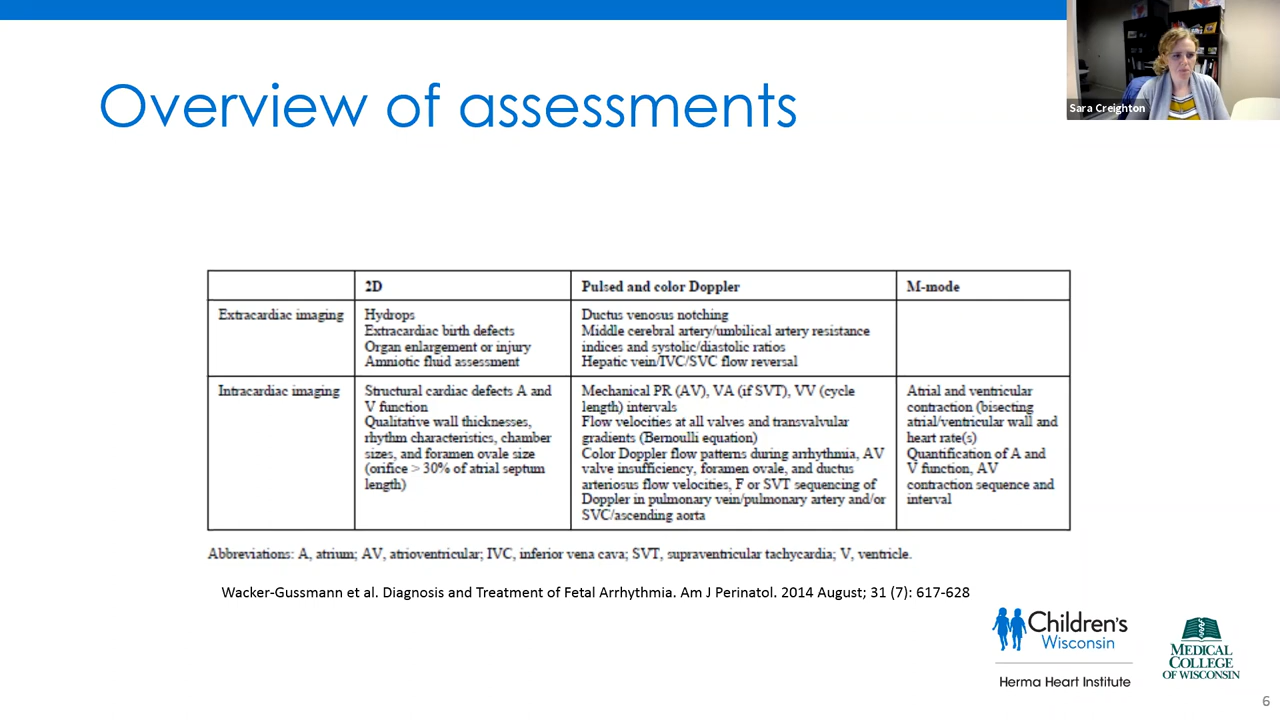 Overview of assessments
Sara Creighton
2D
Pulsed and color Doppler
M-mode
Extracardiac imaging
Hydrops
Extracardiac birth defects
Organ enlargement or injury
Amniotic fluid assessment
Ductus venosus notching
Middle cerebral artery/umbilical artery resistance
indices and systolic/diastolic ratios
Hepatic vein/IVC/SVC flow reversal
Intracardiac imaging
Structural cardiac defects A and
V function
Qualitative wall thicknesses,
rhythm characteristics, chamber
sizes, and foramen ovale size
(orifice > 30% of atrial septum
length)
Mechanical PR (AV), VA (if SVT), VV (cycle
length) intervals
Flow velocities at all valves and transvalvular
gradients (Bernoulli equation)
Color Doppler flow patterns during arrhythmia, AV
valve insufficiency, foramen ovale, and ductus
arteriosus flow velocities, F or SVT sequencing of
Doppler in pulmonary vein/pulmonary artery and/or
SVC/ascending aorta
Atrial and ventricular
contraction (bisecting
atrial/ventricular wall and
heart rate(s)
Quantification of A and
V function, AV
contraction sequence and
interval
Abbreviations: A, atrium; AV, atrioventricular; IVC, inferior vena cava; SVT, supraventricular tachycardia; V, ventricle.
Wacker-Gussmann et al. Diagnosis and Treatment of Fetal Arrhythmia. Am J Perinatol. 2014 August; 31 (7): 617-628
Children's
Wisconsin
Herma Heart Institute
MEDICAL
COLLEGE
OF WISCONSIN
6